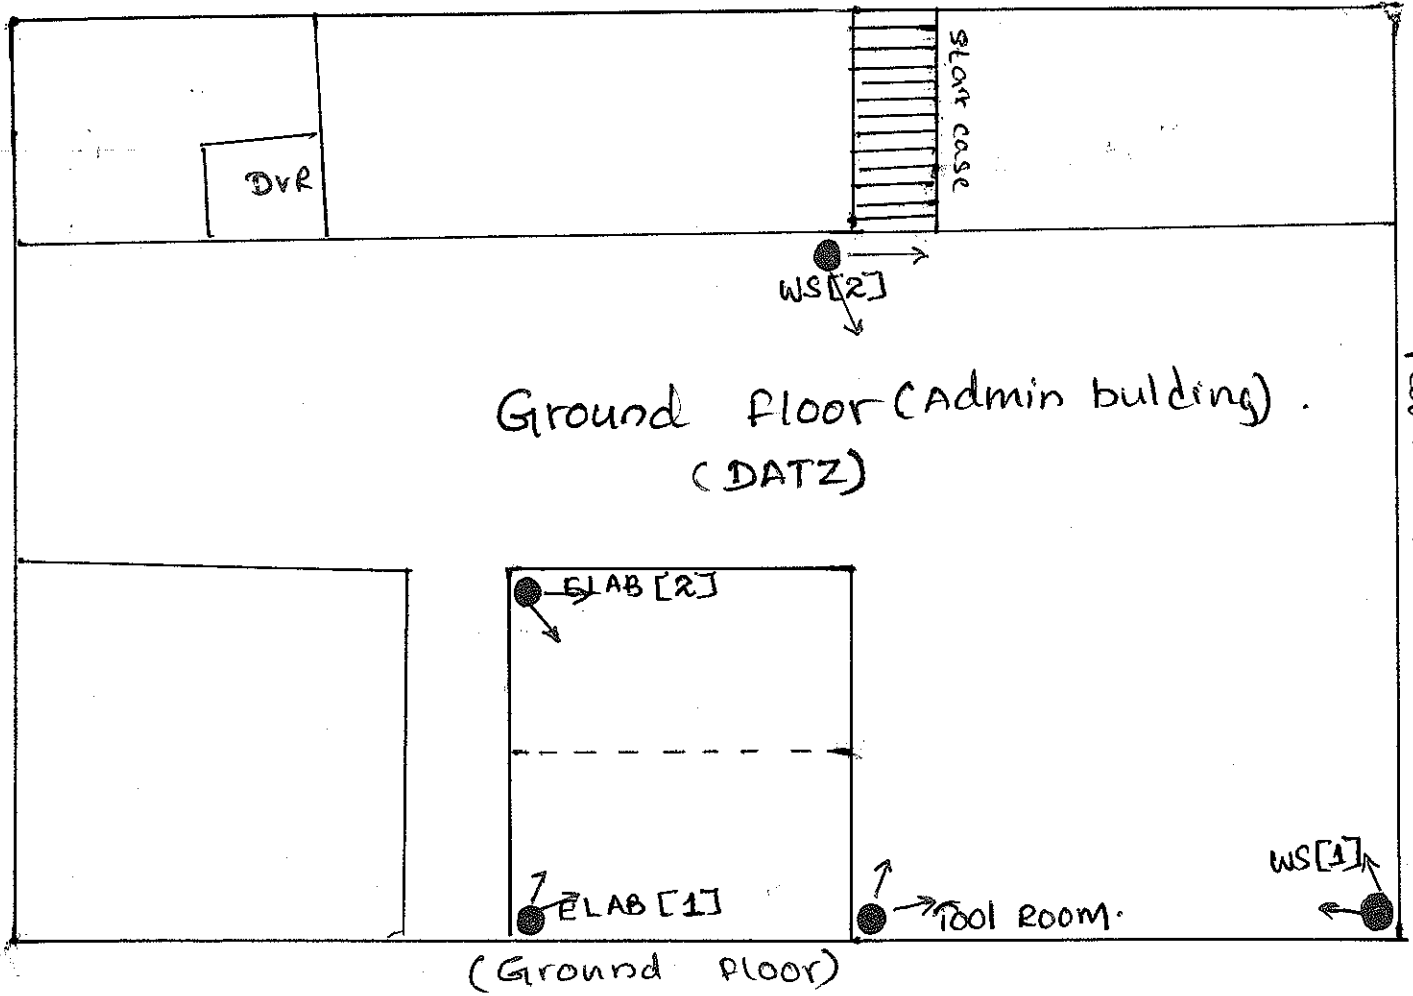 stair case
DVR
WS[2]
Ground floor (Admin bulding).
(DATZ)
ELAB [2]
WS[1]
ELAB [1]
Tool ROOM.
(Ground floor)